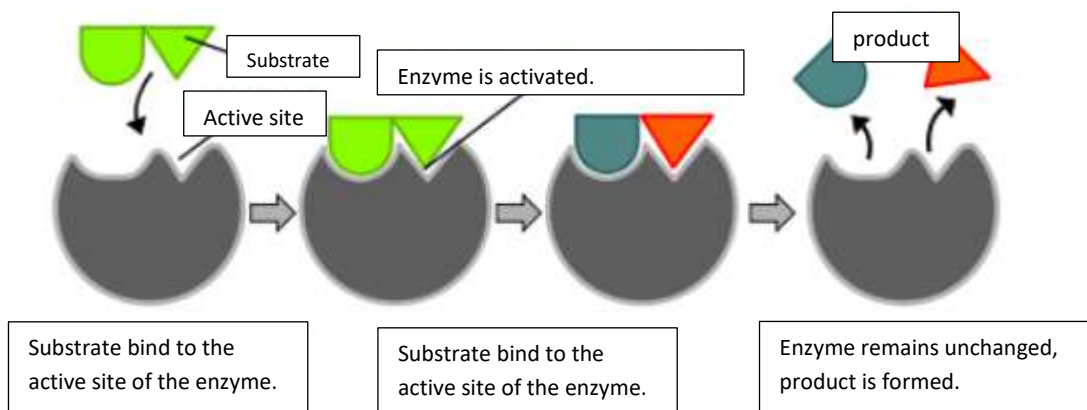 Substrate
product
Enzyme is activated.
Active site
Substrate bind to the
active site of the enzyme.
Substrate bind to the
active site of the enzyme.
Enzyme remains unchanged,
product is formed.